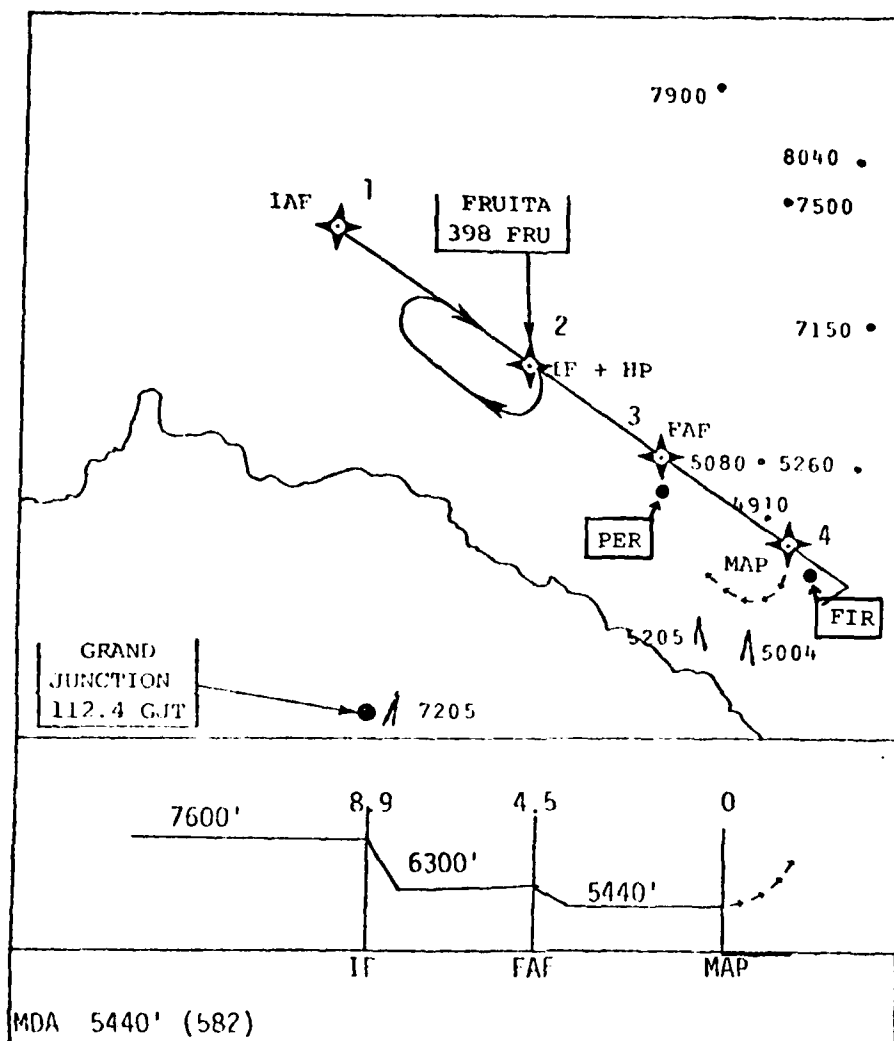 7900
8040
7500
IAF 1
FRUITA
398 FRU
2
7150
IF + HP
3
FAF
5080 5260
4910
4
PER
MAP
FIR
5205
5004
GRAND
JUNCTION
112.4 GJT
7205
8.9 4.5 0
7600'
6300'
5440'
IF FAF MAP
MDA 5440' (582)